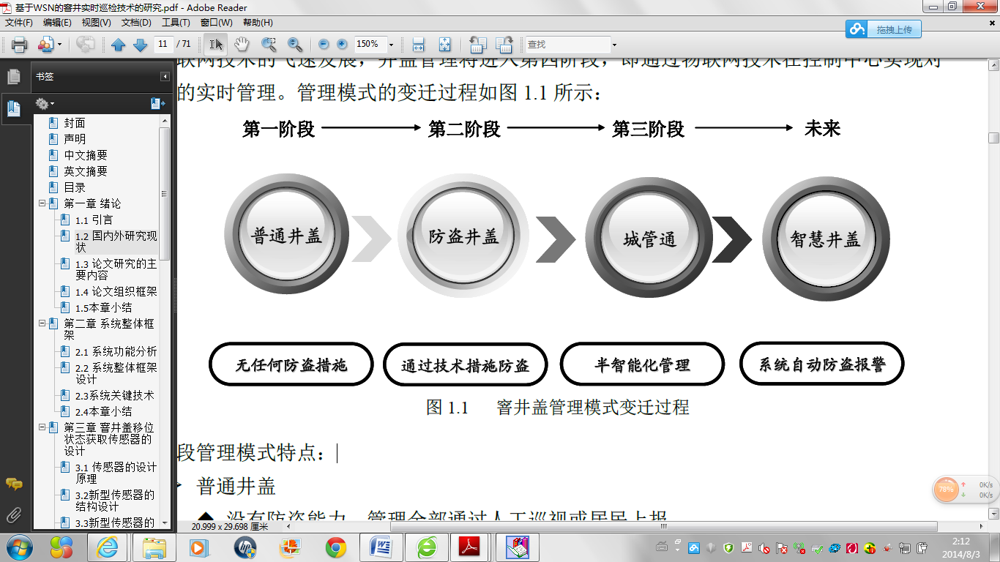 基于WSN的窨井实时巡检技术的研究.pdf - Adobe Reader
文件(F) 编辑(E) 视图(V) 文档(D) 工具(T) 窗口(W) 帮助(H)
拖拽上传
11 / 71
150%
查找
书签
封面
声明
中文摘要
英文摘要
目录
第一章 绪论
1.1 引言
1.2 国内外研究现
状
1.3 论文研究的主
要内容
1.4 论文组织框架
1.5本章小结
第二章 系统整体框
架
2.1 系统功能分析
2.2 系统整体框架
设计
2.3系统关键技术
2.4本章小结
第三章 窨井盖移位
状态获取传感器的
设计
3.1 传感器的设计
原理
3.2新型传感器的
结构设计
3.3新型传感器的
联网技术的飞速发展，井盖管理将进入第四阶段，即通过物联网技术在控制中心实现对
的实时管理。管理模式的变迁过程如图 1.1 所示：
第一阶段 第二阶段 第三阶段 未来
普通井盖 防盗井盖 城管通 智慧井盖
无任何防盗措施 通过技术措施防盗 半智能化管理 系统自动防盗报警
图 1.1 窨井盖管理模式变迁过程
段管理模式特点：
普通井盖
没有防盗能力，管理全部通过人工巡视或居民上报
78%
0K/s
0K/s
20.999 x 29.698 厘米
2:12
2014/8/3